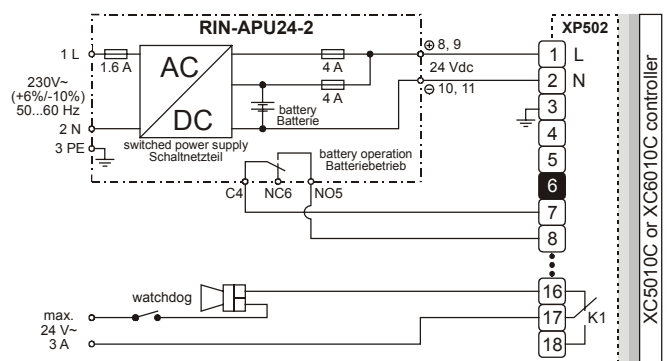 RIN-APU24-2
XP502
1 L
1.6 A
AC
DC
4 A
4 A
⊕ 8, 9
24 Vdc
⊖ 10, 11
230V~
(+6%/-10%)
50...60 Hz
battery
Batterie
2 N
3 PE
switched power supply
Schaltnetzteil
battery operation
Batteriebetrieb
C4
NC6
NO5
1
L
2
N
3
4
5
6
7
8
16
17
K1
18
watchdog
max.
24 V~
3 A
XC5010C or XC6010C controller